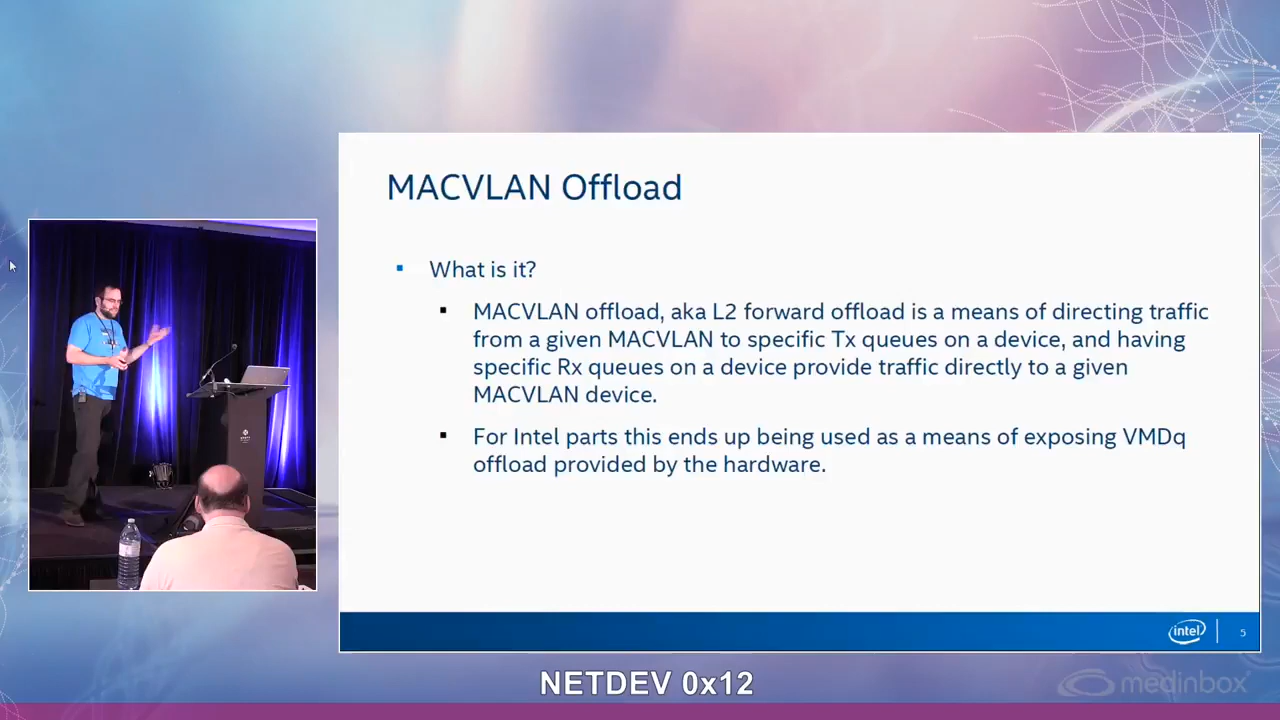 MACVLAN Offload
▪ What is it?
▪ MACVLAN offload, aka L2 forward offload is a means of directing traffic
from a given MACVLAN to specific Tx queues on a device, and having
specific Rx queues on a device provide traffic directly to a given
MACVLAN device.
▪ For Intel parts this ends up being used as a means of exposing VMDq
offload provided by the hardware.
intel
5
NETDEV 0x12
medinbox